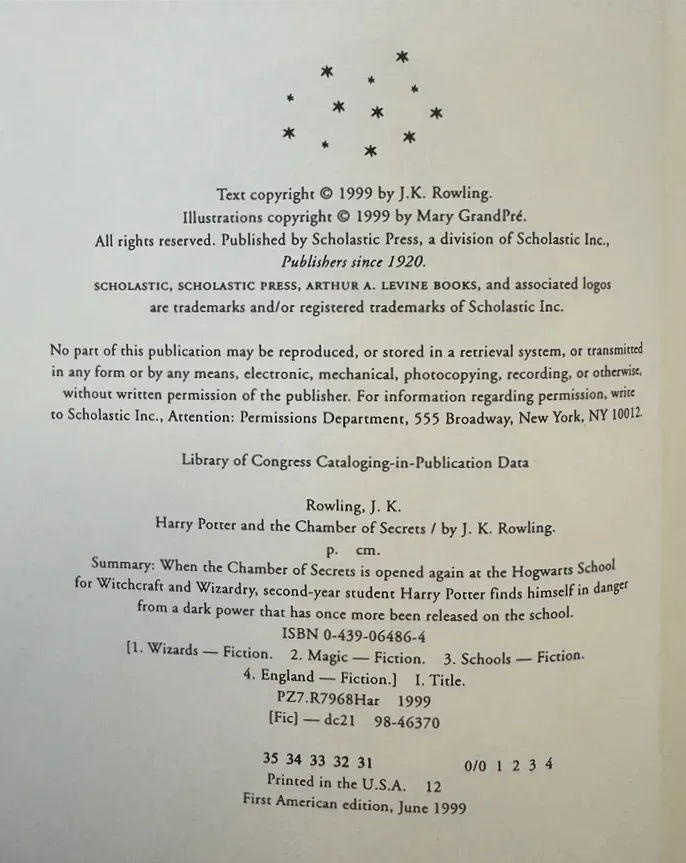 Text copyright © 1999 by J.K. Rowling.
Illustrations copyright © 1999 by Mary GrandPré.
All rights reserved. Published by Scholastic Press, a division of Scholastic Inc.,
Publishers since 1920.
SCHOLASTIC, SCHOLASTIC PRESS, ARTHUR A. LEVINE BOOKS, and associated logos
are trademarks and/or registered trademarks of Scholastic Inc.
No part of this publication may be reproduced, or stored in a retrieval system, or transmitted
in any form or by any means, electronic, mechanical, photocopying, recording, or otherwise,
without written permission of the publisher. For information regarding permission, write
to Scholastic Inc., Attention: Permissions Department, 555 Broadway, New York, NY 10012.
Library of Congress Cataloging-in-Publication Data
Rowling, J. K.
Harry Potter and the Chamber of Secrets / by J. K. Rowling.
p. cm.
Summary: When the Chamber of Secrets is opened again at the Hogwarts School
for Witchcraft and Wizardry, second-year student Harry Potter finds himself in danger
from a dark power that has once more been released on the school.
ISBN 0-439-06486-4
[1. Wizards — Fiction. 2. Magic — Fiction. 3. Schools — Fiction.
4. England — Fiction.] I. Title.
PZ7.R7968Har 1999
[Fic] — dc21 98-46370
35 34 33 32 31 0/0 1 2 3 4
Printed in the U.S.A. 12
First American edition, June 1999